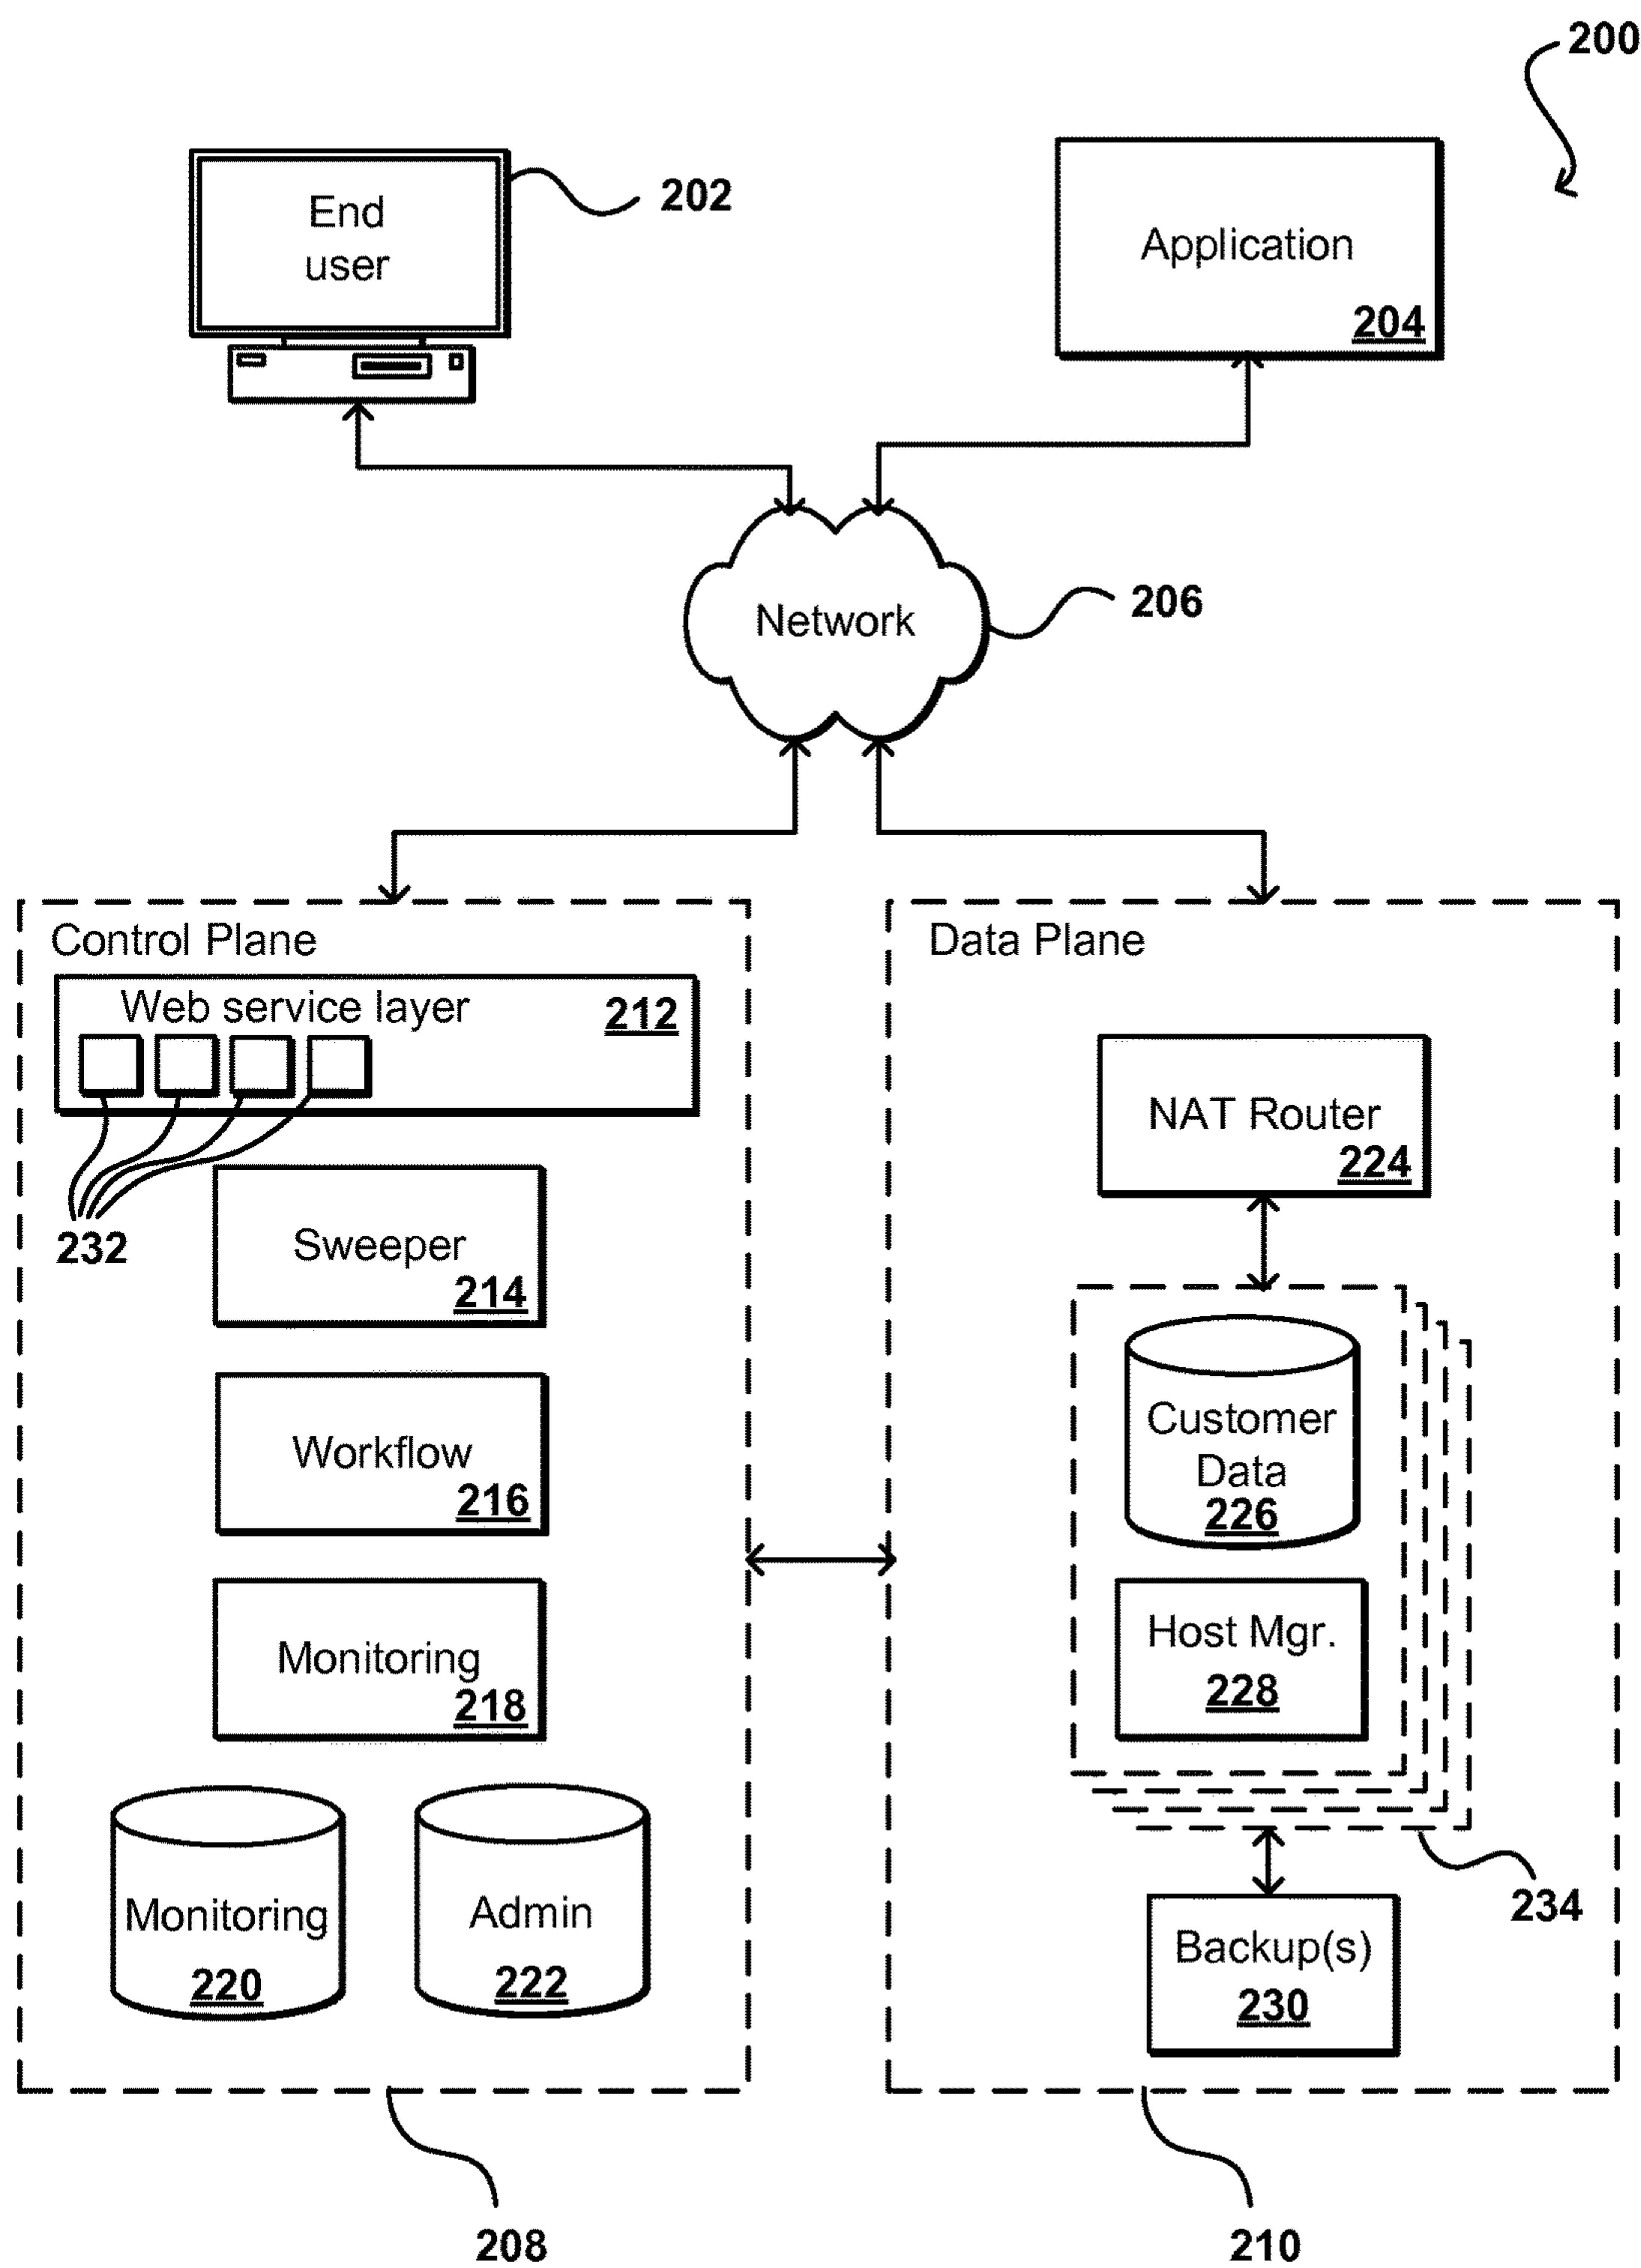 200
End
user
202
Application
204
Network
206
Control Plane
Web service layer
212
232
Sweeper
214
Workflow
216
Monitoring
218
Monitoring
220
Admin
222
208
Data Plane
NAT Router
224
Customer
Data
226
Host Mgr.
228
234
Backup(s)
230
210